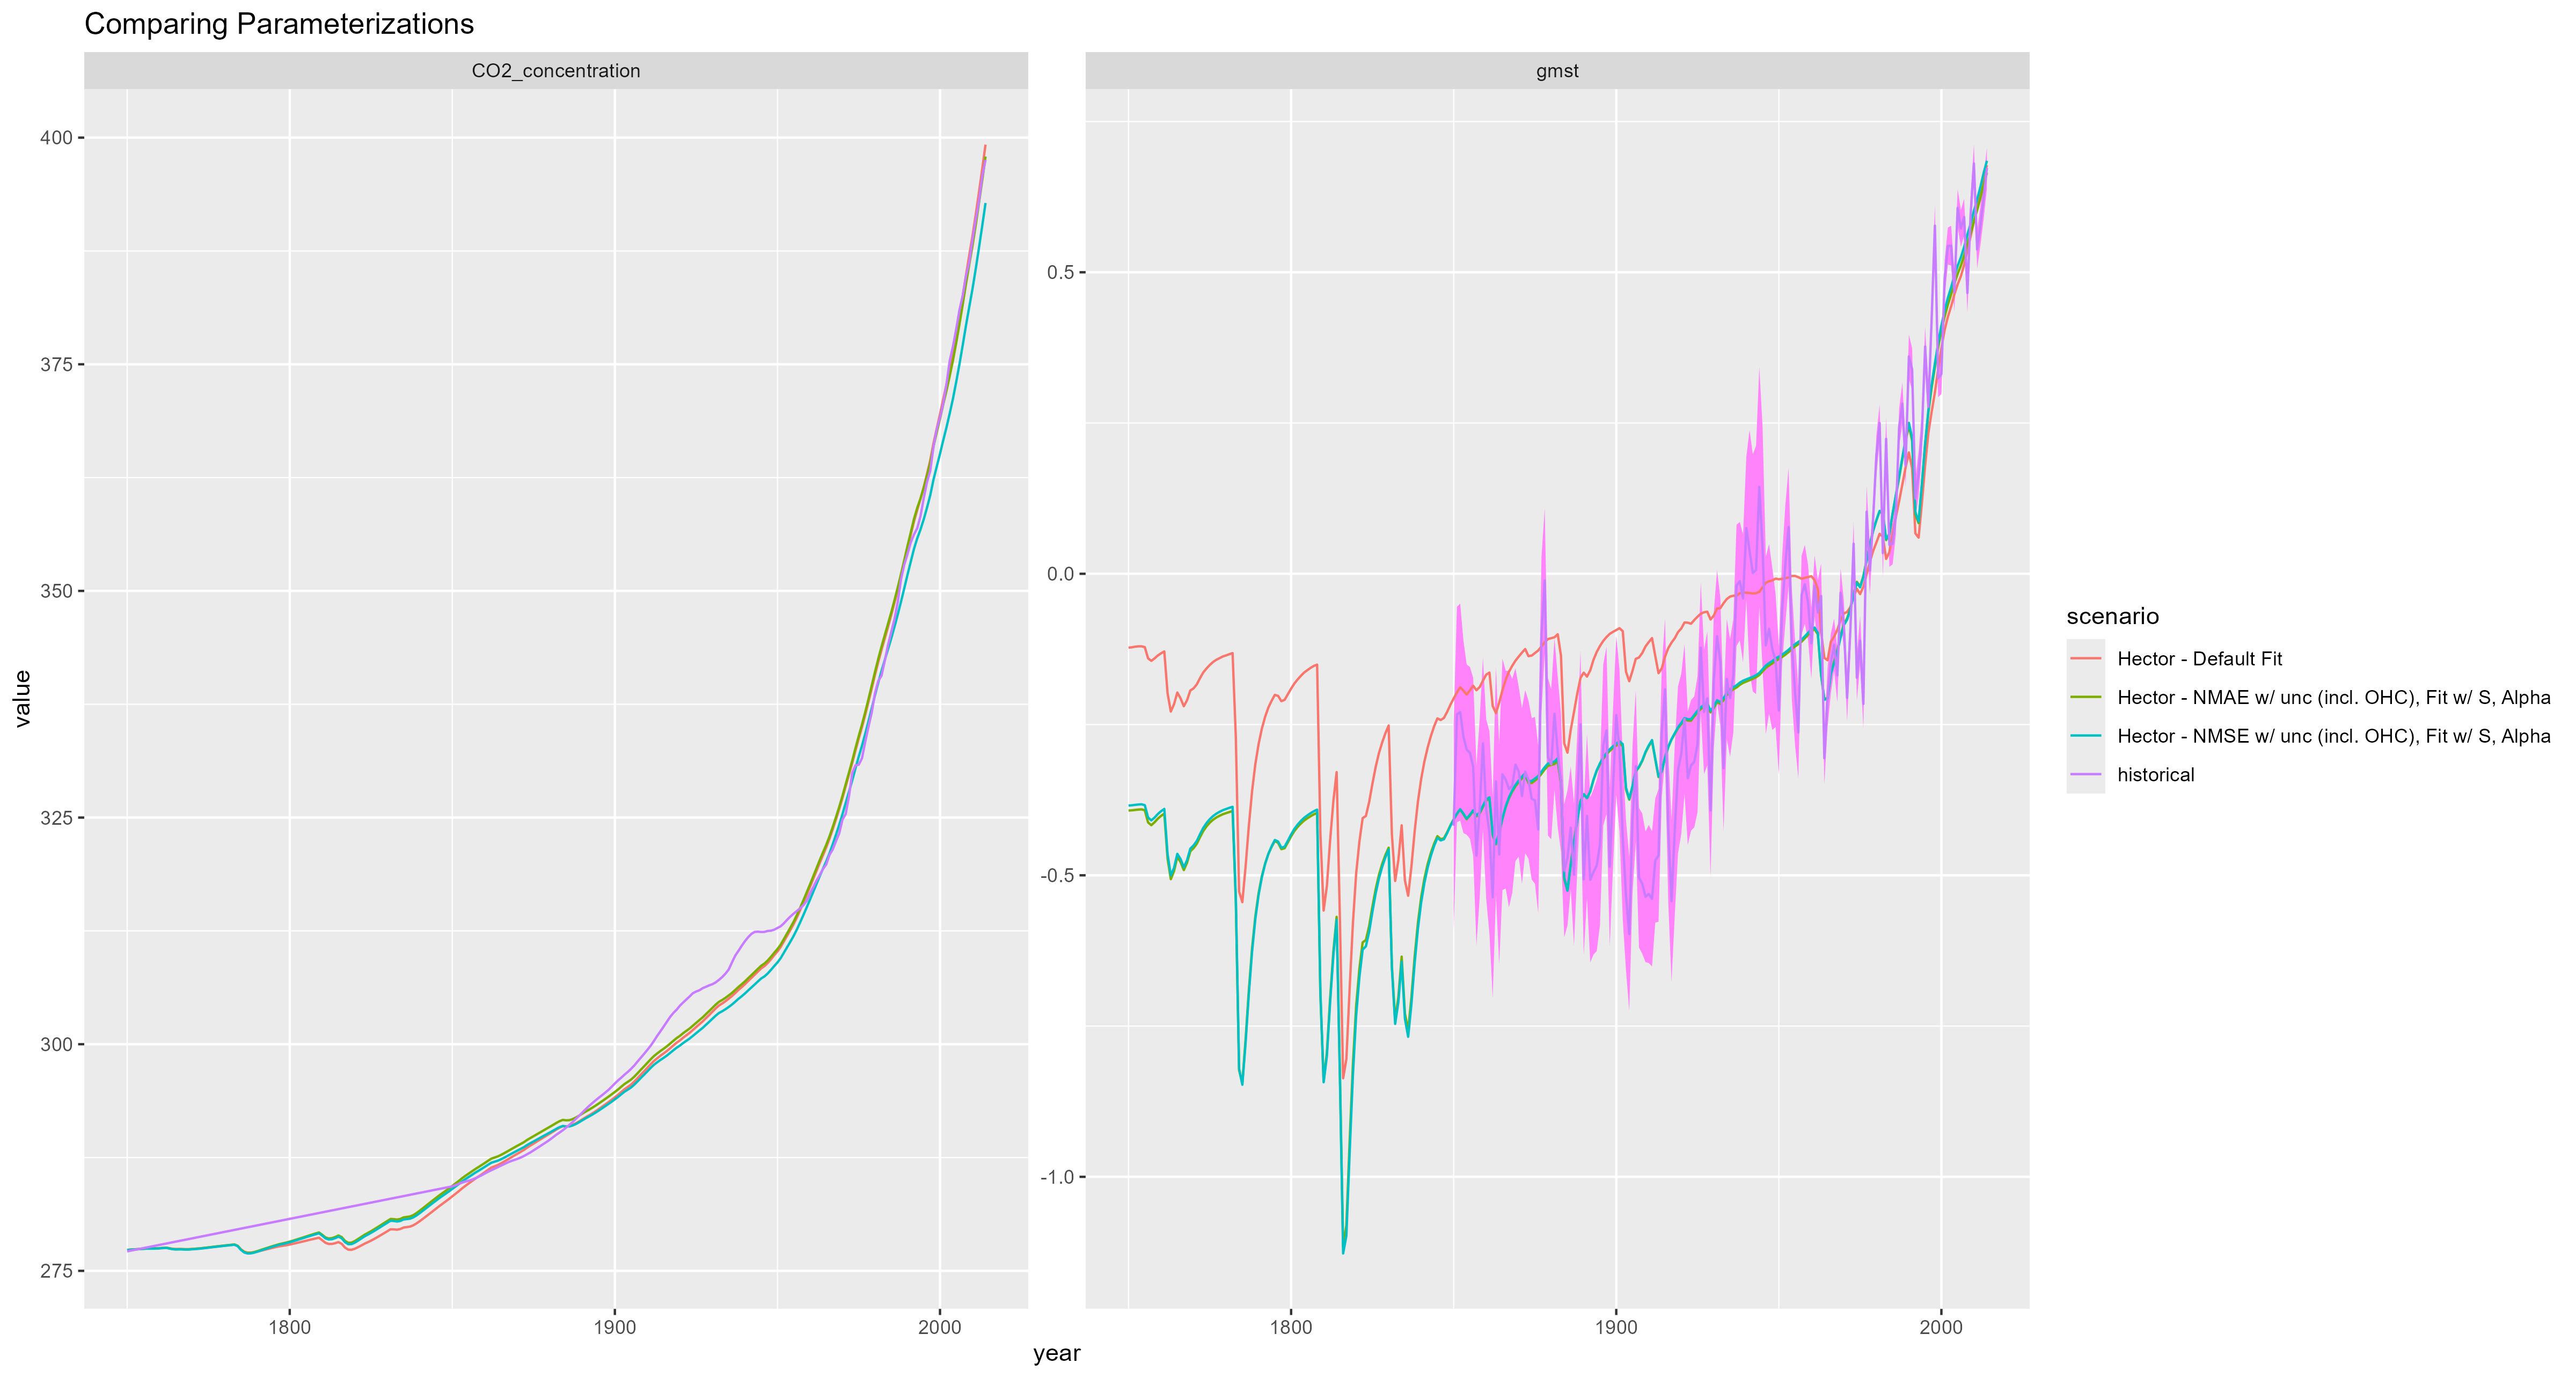 Comparing Parameterizations
CO2_concentration
gmst
value
400
375
350
325
300
275
0.5
0.0
-0.5
-1.0
1800
1900
2000
1800
1900
2000
year
scenario
Hector - Default Fit
Hector - NMAE w/ unc (incl. OHC), Fit w/ S, Alpha
Hector - NMSE w/ unc (incl. OHC), Fit w/ S, Alpha
historical